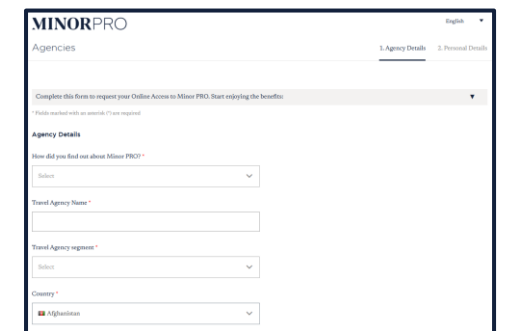 MINORPRO
English
Agencies
1. Agency Details 2. Personal Details
Complete this form to request your Online Access to Minor PRO. Start enjoying the benefits:
* Fields marked with an asterisk (*) are required
Agency Details
How did you find out about Minor PRO? *
Select
Travel Agency Name *
Travel Agency segment *
Select
Country *
Afghanistan